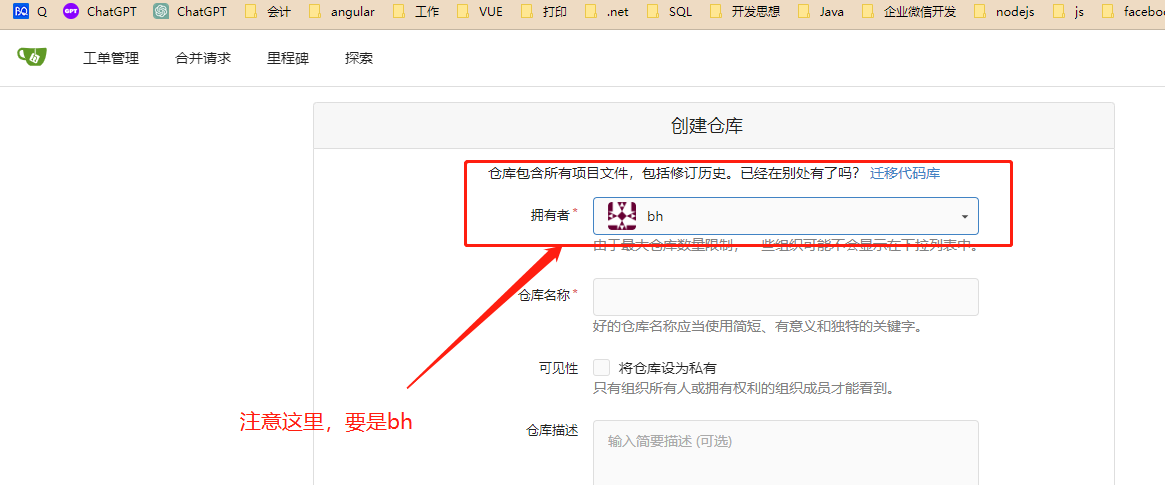 Q ChatGPT ChatGPT 会计 angular 工作 VUE 打印 .net SQL 开发思想 Java 企业微信开发 nodejs js faceboo
工单管理 合并请求 里程碑 探索
创建仓库
仓库包含所有项目文件，包括修订历史。已经在别处有了吗？ 迁移代码库
拥有者* bh
由于最大仓库数量限制，一些组织可能不会显示在下拉列表中。
仓库名称*
好的仓库名称应当使用简短、有意义和独特的关键字。
可见性 将仓库设为私有
只有组织所有人或拥有权利的组织成员才能看到。
注意这里，要是bh
仓库描述 输入简要描述 (可选)